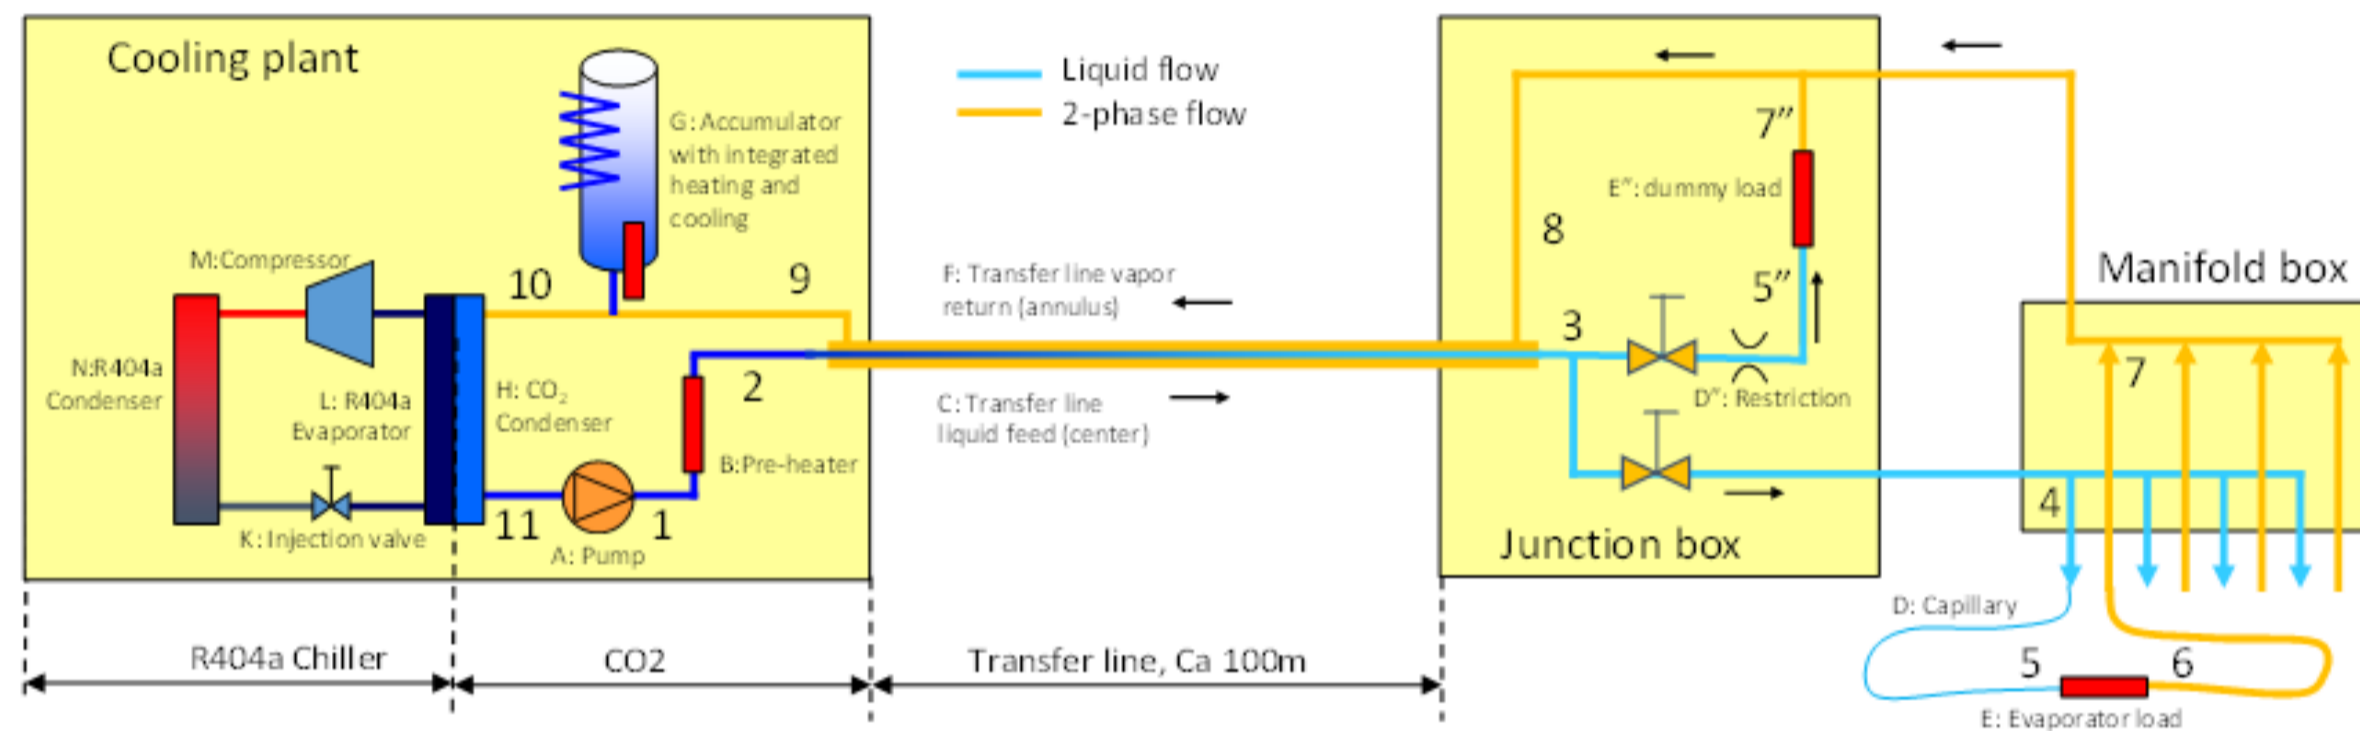 Cooling plant
G: Accumulator
with integrated
heating and
cooling
M:Compressor
10
9
N:R404a
Condenser
L: R404a
Evaporator
H: CO₂
Condenser
2
B:Pre-heater
K: Injection valve
11
1
A: Pump
R404a Chiller
CO2
Transfer line, Ca 100m
Liquid flow
2-phase flow
F: Transfer line vapor
return (annulus)
C: Transfer line
liquid feed (center)
7”
E”: dummy load
8
5”
3
D”: Restriction
Junction box
Manifold box
7
4
D: Capillary
5
6
E: Evaporator load